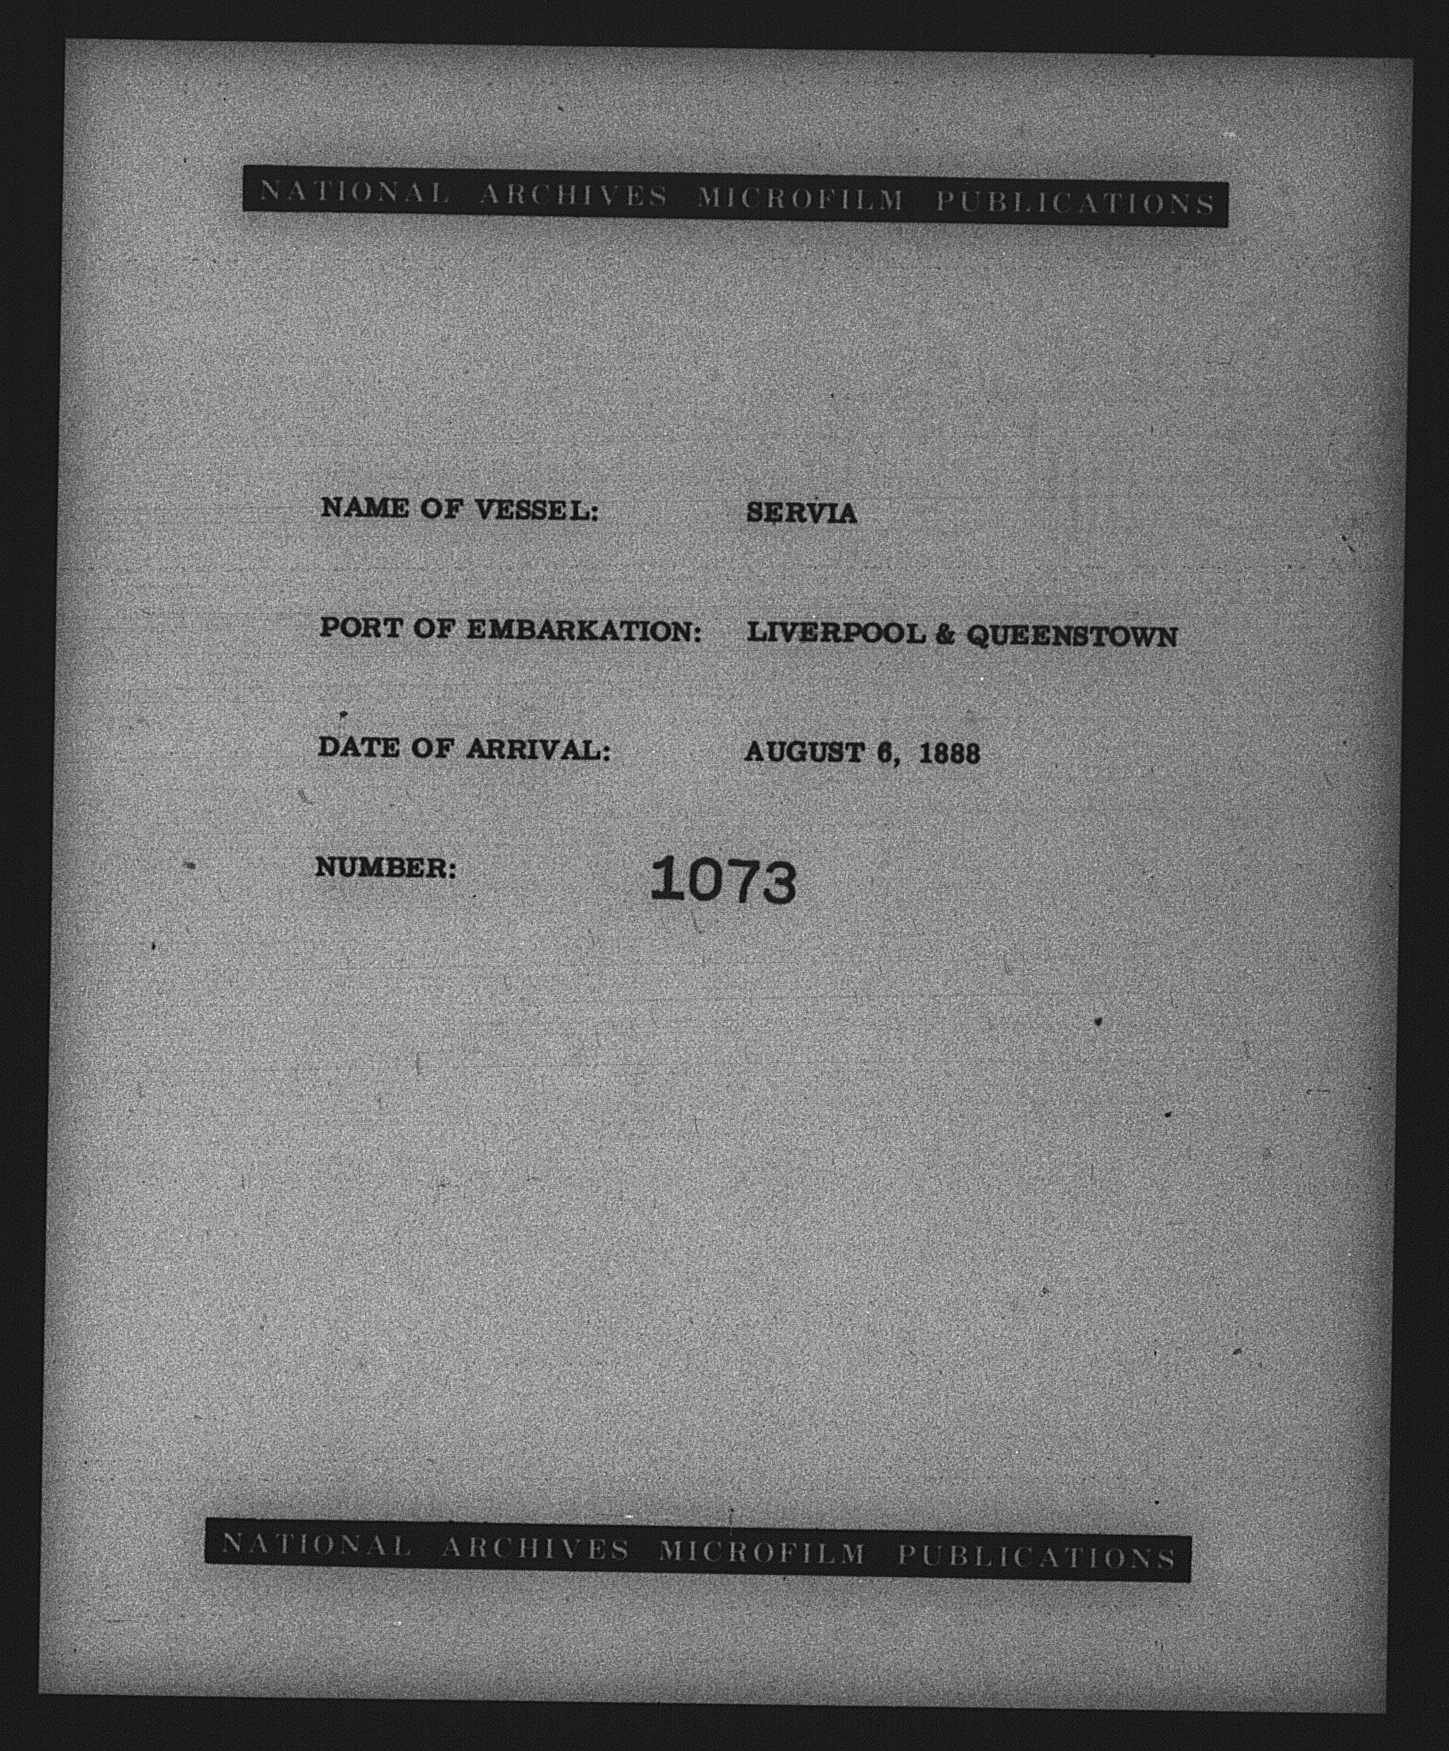 NATIONAL ARCHIVES MICROFILM PUBLICATIONS
NAME OF VESSEL: SERVIA
PORT OF EMBARKATION: LIVERPOOL & QUEENSTOWN
DATE OF ARRIVAL: AUGUST 6, 1888
NUMBER: 1073
NATIONAL ARCHIVES MICROFILM PUBLICATIONS